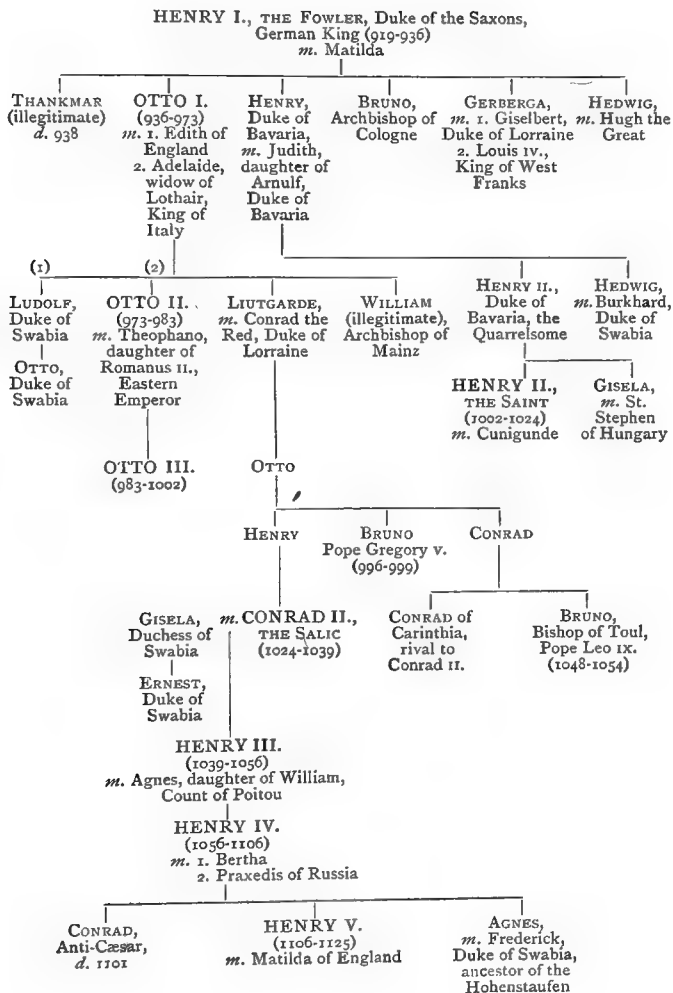 HENRY I., THE FOWLER, Duke of the Saxons,
German King (919-936)
m. Matilda
THANKMAR
(illegitimate)
d. 938
OTTO I.
(936-973)
m. 1. Edith of
England
2. Adelaide,
widow of
Lothair,
King of
Italy
HENRY,
Duke of
Bavaria,
m. Judith,
daughter of
Arnulf,
Duke of
Bavaria
BRUNO,
Archbishop of
Cologne
GERBERGA,
m. 1. Giselbert,
Duke of Lorraine
2. Louis IV.,
King of West
Franks
HEDWIG,
m. Hugh the
Great
(1)
(2)
LUDOLF,
Duke of
Swabia
OTTO,
Duke of
Swabia
OTTO II.
(973-983)
m. Theophano,
daughter of
Romanus II.,
Eastern
Emperor
OTTO III.
(983-1002)
LIUTGARDE,
m. Conrad the
Red, Duke of
Lorraine
WILLIAM
(illegitimate),
Archbishop of
Mainz
HENRY II.,
Duke of
Bavaria, the
Quarrelsome
HEDWIG,
m. Burkhard,
Duke of
Swabia
HENRY II.,
THE SAINT
(1002-1024)
m. Cunigunde
GISELA,
m. St.
Stephen
of Hungary
OTTO
HENRY
BRUNO
Pope Gregory V.
(996-999)
CONRAD
GISELA,
Duchess of
Swabia
ERNEST,
Duke of
Swabia
m. CONRAD II.,
THE SALIC
(1024-1039)
CONRAD of
Carinthia,
rival to
Conrad II.
BRUNO,
Bishop of Toul,
Pope Leo IX.
(1048-1054)
HENRY III.
(1039-1056)
m. Agnes, daughter of William,
Count of Poitou
HENRY IV.
(1056-1106)
m. 1. Bertha
2. Praxedis of Russia
CONRAD,
Anti-Cæsar,
d. 1101
HENRY V.
(1106-1125)
m. Matilda of England
AGNES,
m. Frederick,
Duke of Swabia,
ancestor of the
Hohenstaufen